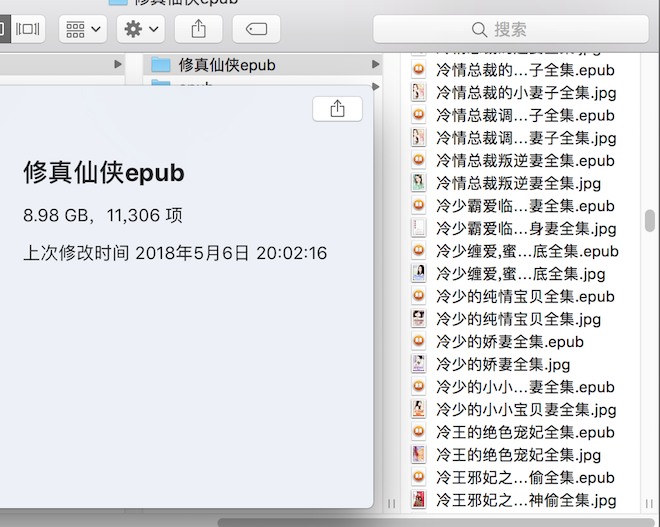 修真仙侠epub
搜索
修真仙侠epub
修真仙侠epub
8.98 GB，11,306 项
上次修改时间 2018年5月6日 20:02:16
冷情总裁的…子全集.epub
冷情总裁的小妻子全集.jpg
冷情总裁调…子全集.epub
冷情总裁调…妻子全集.jpg
冷情总裁叛逆妻全集.epub
冷情总裁叛逆妻全集.jpg
冷少霸爱临…妻全集.epub
冷少霸爱临…身妻全集.jpg
冷少缠爱,蜜…底全集.epub
冷少缠爱,蜜…底全集.jpg
冷少的纯情宝贝全集.epub
冷少的纯情宝贝全集.jpg
冷少的娇妻全集.epub
冷少的娇妻全集.jpg
冷少的小小…妻全集.epub
冷少的小小宝贝妻全集.jpg
冷王的绝色宠妃全集.epub
冷王的绝色宠妃全集.jpg
冷王邪妃之…偷全集.epub
冷王邪妃之…神偷全集.jpg